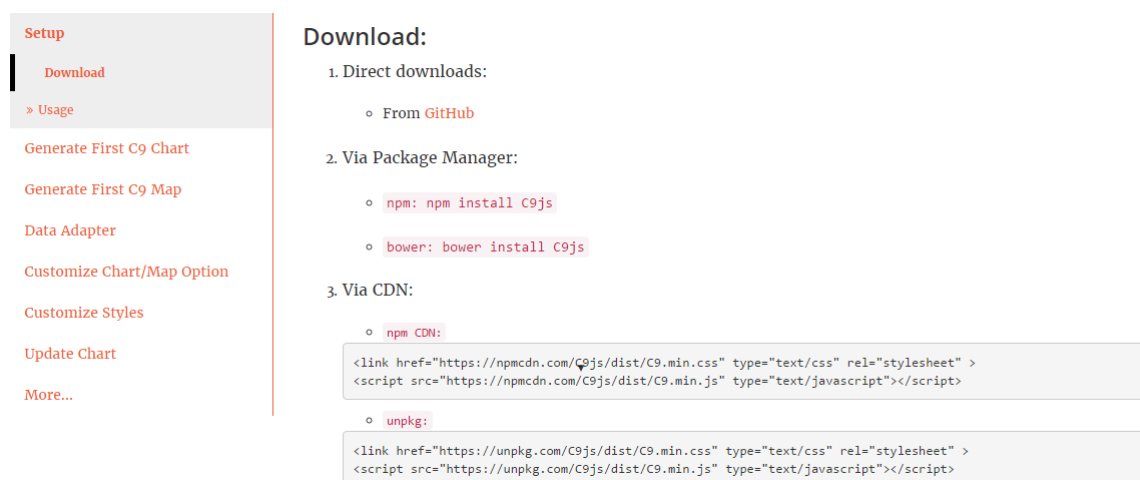 Setup
Download
» Usage
Generate First C9 Chart
Generate First C9 Map
Data Adapter
Customize Chart/Map Option
Customize Styles
Update Chart
More...
Download:
1. Direct downloads:
From GitHub
2. Via Package Manager:
npm: npm install C9js
bower: bower install C9js
3. Via CDN:
npm CDN:
<link href="https://npmcdn.com/C9js/dist/C9.min.css" type="text/css" rel="stylesheet" >
<script src="https://npmcdn.com/C9js/dist/C9.min.js" type="text/javascript"></script>
unpkg:
<link href="https://unpkg.com/C9js/dist/C9.min.css" type="text/css" rel="stylesheet" >
<script src="https://unpkg.com/C9js/dist/C9.min.js" type="text/javascript"></script>